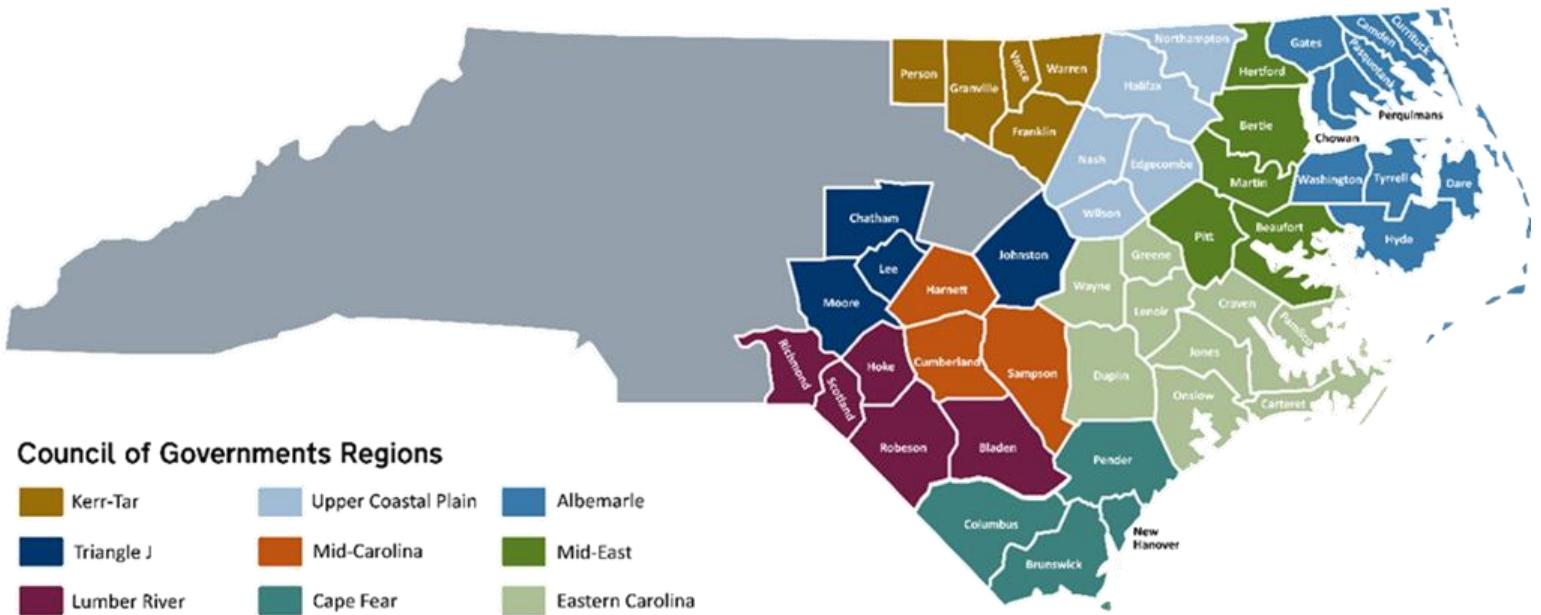 Person
Granville
Vance
Warren
Franklin
Northampton
Halifax
Nash
Edgecombe
Wilson
Hertford
Bertie
Martin
Pitt
Beaufort
Gates
Camden
Currituck
Pasquotank
Perquimans
Chowan
Washington
Tyrrell
Dare
Hyde
Chatham
Lee
Moore
Johnston
Harnett
Cumberland
Sampson
Wayne
Greene
Lenoir
Craven
Pamlico
Jones
Duplin
Onslow
Carteret
Richmond
Scotland
Hoke
Robeson
Bladen
Pender
Columbus
Brunswick
New
Hanover
Council of Governments Regions
Kerr-Tar
Upper Coastal Plain
Albemarle
Triangle J
Mid-Carolina
Mid-East
Lumber River
Cape Fear
Eastern Carolina